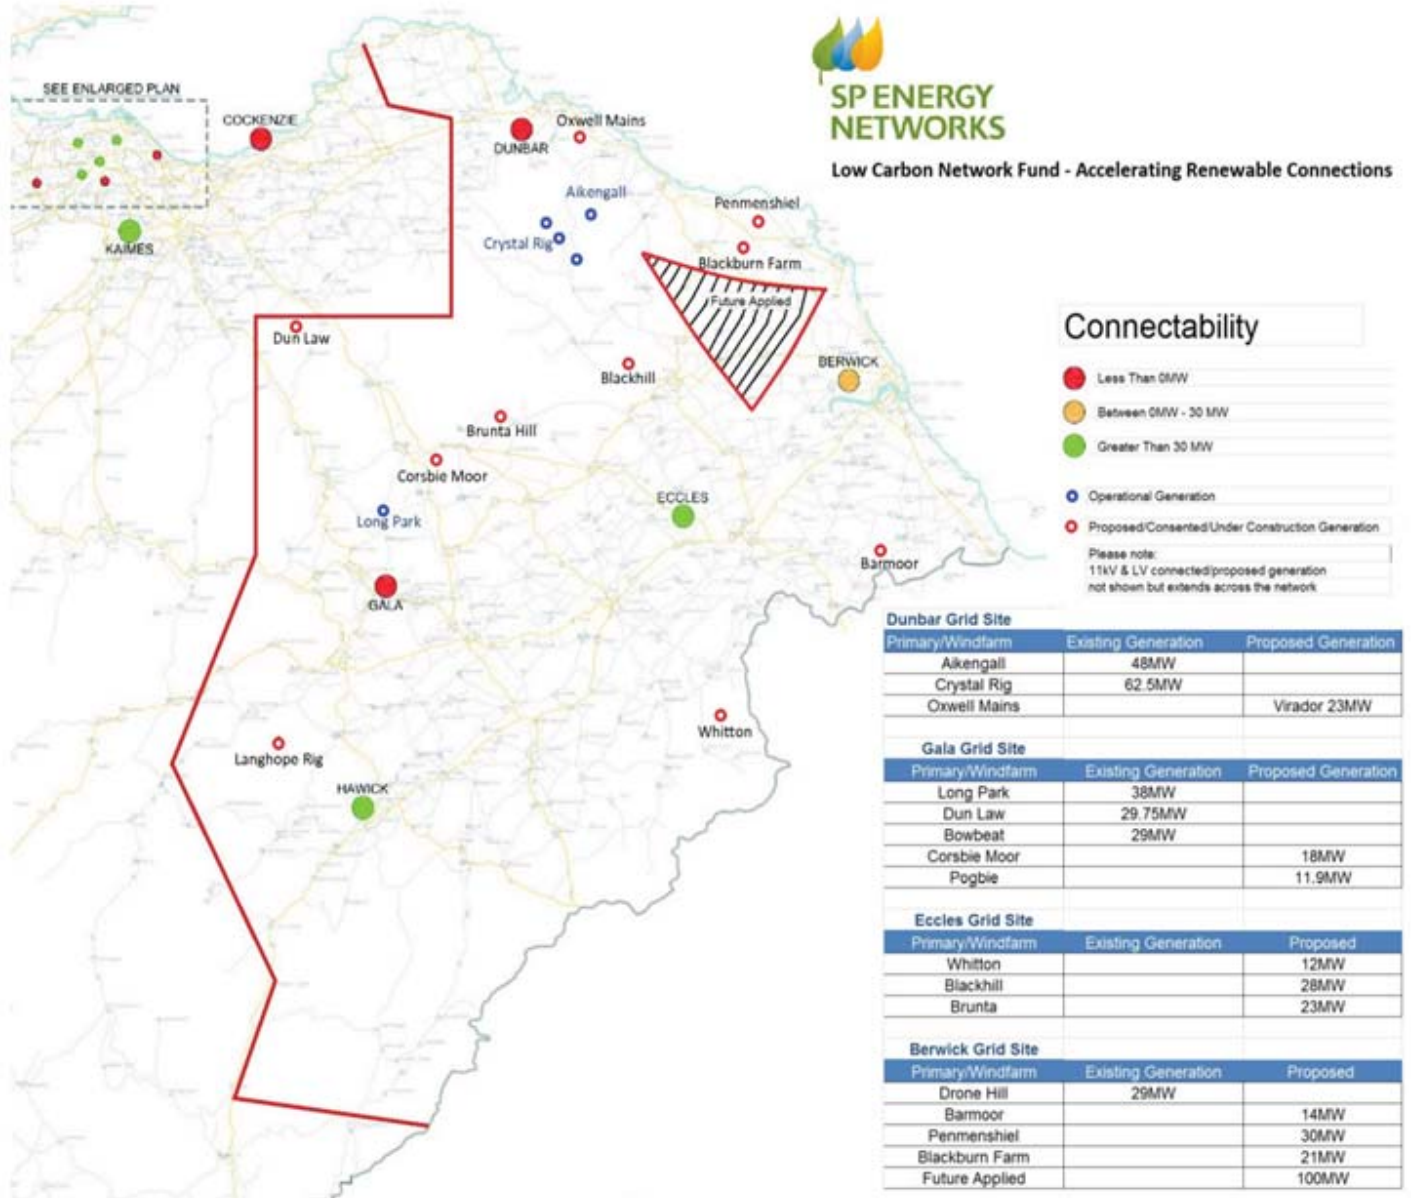 SEE ENLARGED PLAN
COCKENZIE
KAIMES
DUNBAR
Oxwell Mains
Aikengall
Crystal Rig
Penmenshiel
Blackburn Farm
Future Applied
Dun Law
Blackhill
BERWICK
Brunta Hill
Corsbie Moor
Long Park
ECCLES
Barmoor
GALA
Whitton
Langhope Rig
HAWICK
SP ENERGY
NETWORKS
Low Carbon Network Fund - Accelerating Renewable Connections
Connectability
Less Than 0MW
Between 0MW - 30 MW
Greater Than 30 MW
Operational Generation
Proposed/Consented/Under Construction Generation
Please note:
11kV & LV connected/proposed generation
not shown but extends across the network
Dunbar Grid Site
Primary/Windfarm Existing Generation Proposed Generation
Aikengall 48MW
Crystal Rig 62.5MW
Oxwell Mains Virador 23MW
Gala Grid Site
Primary/Windfarm Existing Generation Proposed Generation
Long Park 38MW
Dun Law 29.75MW
Bowbeat 29MW
Corsbie Moor 18MW
Pogbie 11.9MW
Eccles Grid Site
Primary/Windfarm Existing Generation Proposed
Whitton 12MW
Blackhill 28MW
Brunta 23MW
Berwick Grid Site
Primary/Windfarm Existing Generation Proposed
Drone Hill 29MW
Barmoor 14MW
Penmenshiel 30MW
Blackburn Farm 21MW
Future Applied 100MW